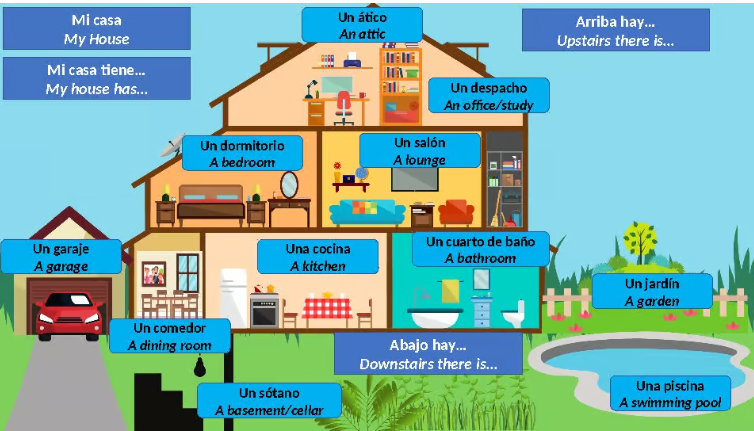 Mi casa
My House
Mi casa tiene...
My house has...
Un ático
An attic
Arriba hay...
Upstairs there is...
Un despacho
An office/study
Un dormitorio
A bedroom
Un salón
A lounge
Un garaje
A garage
Una cocina
A kitchen
Un cuarto de baño
A bathroom
Un jardín
A garden
Un comedor
A dining room
Abajo hay...
Downstairs there is...
Un sótano
A basement/cellar
Una piscina
A swimming pool